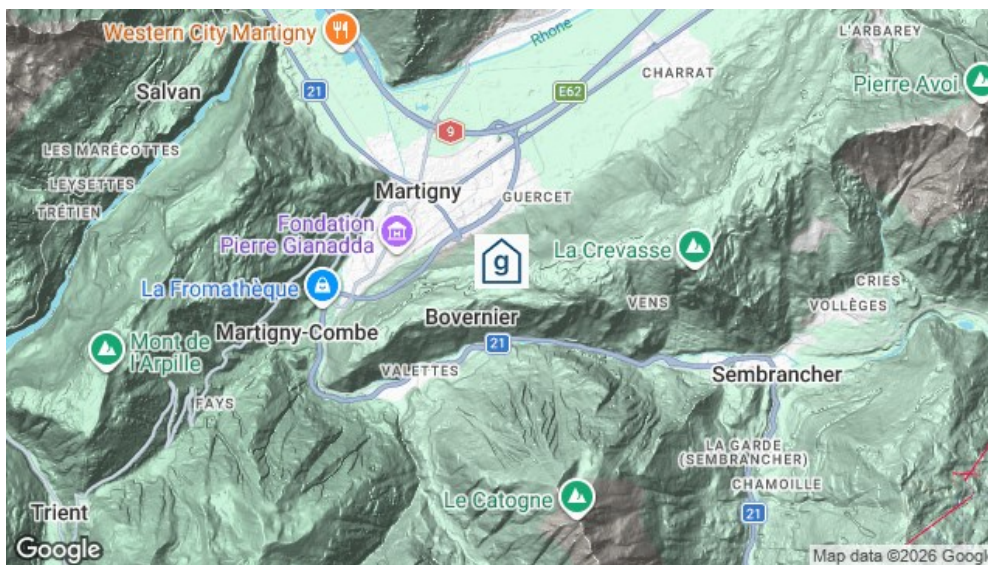 Western City Martigny
Rhone
L'ARBAREY
Salvan
21
E62
CHARRAT
Pierre Avoi
9
LES MARÉCOTTES
LEYSETTES
TRÉTIEN
Martigny
GUERCET
Fondation
Pierre Gianadda
g
La Crevasse
La Fromathèque
CRIES
VENS
VOLLÈGES
Martigny-Combe
Bovernier
21
Mont de
l'Arpille
VALETTES
Sembrancher
FAYS
LA GARDE
(SEMBRANCHER)
CHAMOILLE
Le Catogne
21
Trient
Google
Map data ©2026 Google